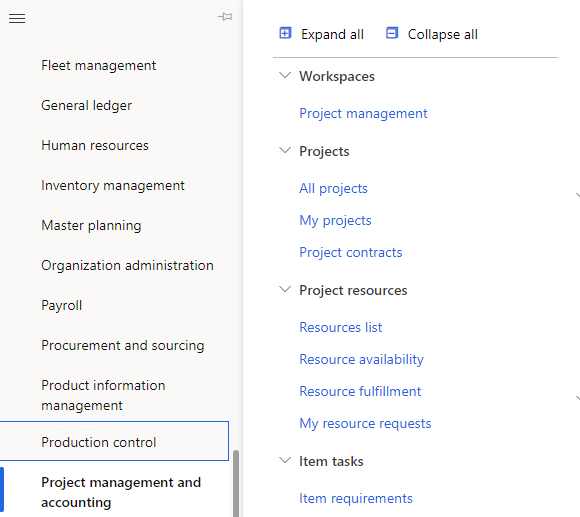 Fleet management
General ledger
Human resources
Inventory management
Master planning
Organization administration
Payroll
Procurement and sourcing
Product information
management
Production control
Project management and
accounting
Expand all
Collapse all
Workspaces
Project management
Projects
All projects
My projects
Project contracts
Project resources
Resources list
Resource availability
Resource fulfillment
My resource requests
Item tasks
Item requirements